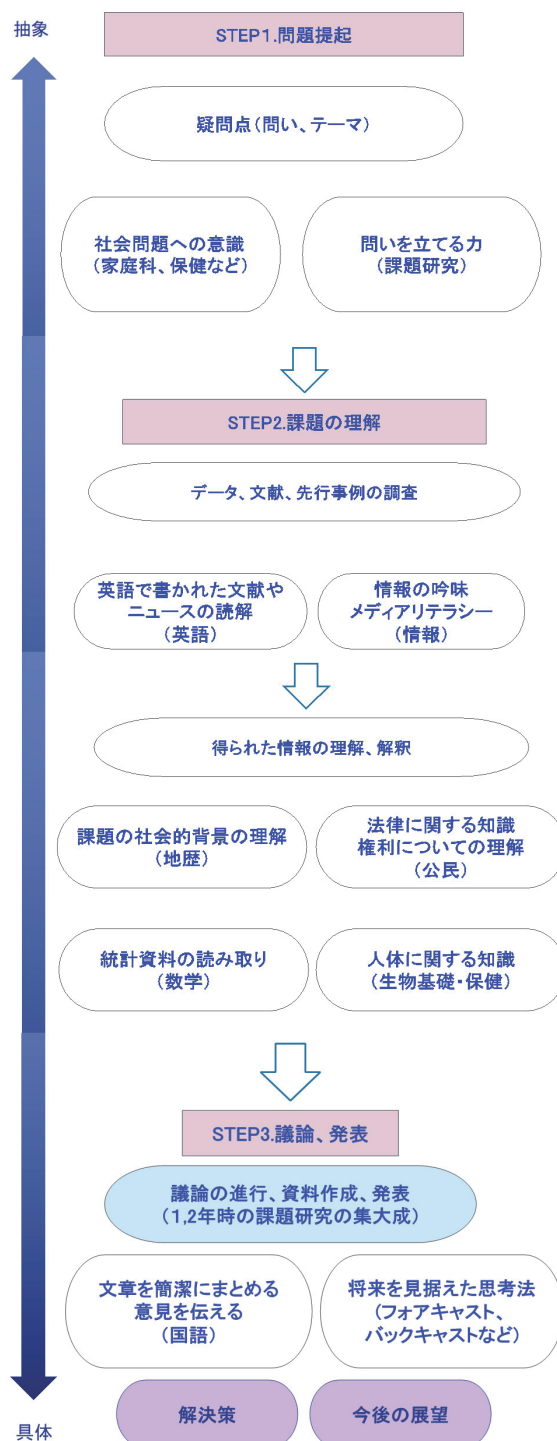 抽象
STEP1.問題提起
疑問点(問い、テーマ)
社会問題への意識
(家庭科、保健など)
問いを立てる力
(課題研究)
STEP2.課題の理解
データ、文献、先行事例の調査
英語で書かれた文献や
ニュースの読解
(英語)
情報の吟味
メディアリテラシー
(情報)
得られた情報の理解、解釈
課題の社会的背景の理解
(地歴)
法律に関する知識
権利についての理解
(公民)
統計資料の読み取り
(数学)
人体に関する知識
(生物基礎・保健)
STEP3.議論、発表
議論の進行、資料作成、発表
(1,2年時の課題研究の集大成)
文章を簡潔にまとめる
意見を伝える
(国語)
将来を見据えた思考法
(フォアキャスト、
バックキャストなど)
解決策
今後の展望
具体